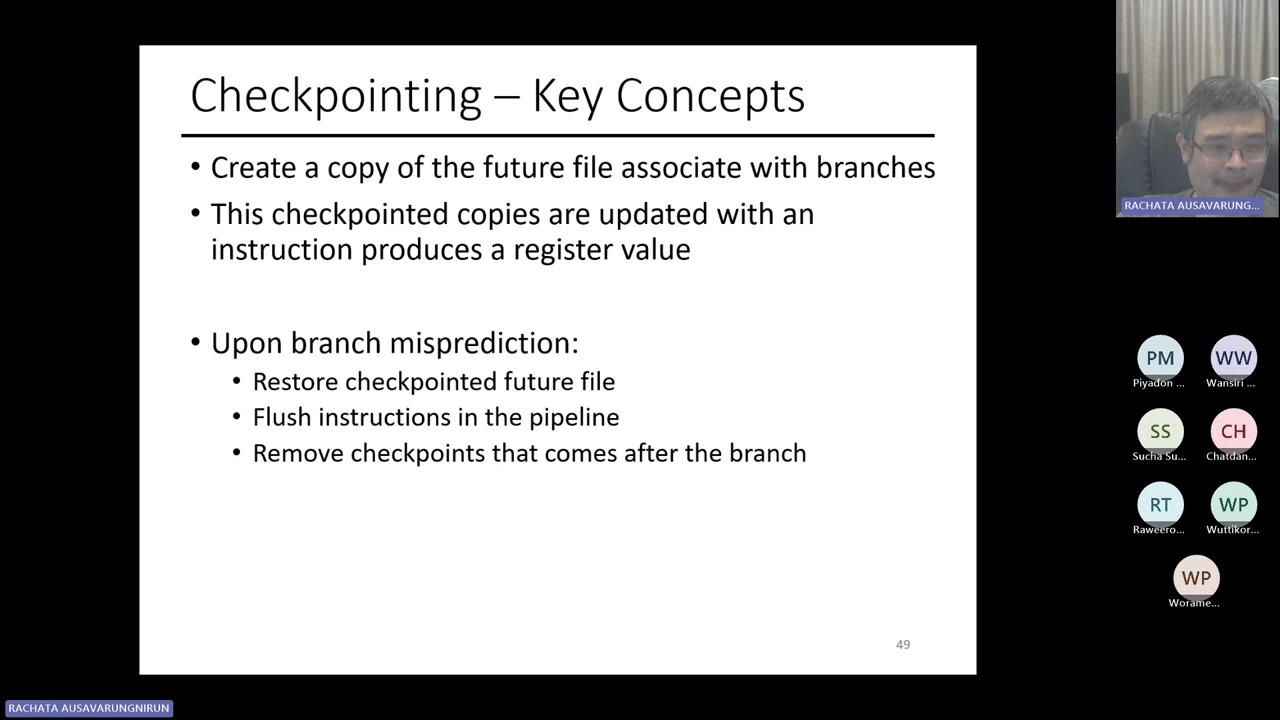 Checkpointing – Key Concepts
• Create a copy of the future file associate with branches
• This checkpointed copies are updated with an
instruction produces a register value
• Upon branch misprediction:
• Restore checkpointed future file
• Flush instructions in the pipeline
• Remove checkpoints that comes after the branch
49
RACHATA AUSAVARUNG...
PM
WW
Piyadon ...
Wansiri ...
SS
CH
Sucha Su...
Chatdan...
RT
WP
Raweero...
Wuttikor...
WP
Worame...
RACHATA AUSAVARUNGNIRUN